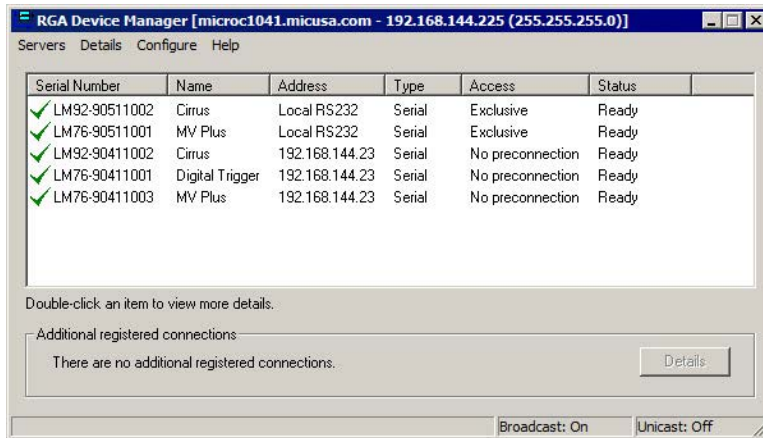 RGA Device Manager [microc1041.micusa.com - 192.168.144.225 (255.255.255.0)]
Servers Details Configure Help
Serial Number Name Address Type Access Status
LM92-90511002 Cirrus Local RS232 Serial Exclusive Ready
LM76-90511001 MV Plus Local RS232 Serial Exclusive Ready
LM92-90411002 Cirrus 192.168.144.23 Serial No preconnection Ready
LM76-90411001 Digital Trigger 192.168.144.23 Serial No preconnection Ready
LM76-90411003 MV Plus 192.168.144.23 Serial No preconnection Ready
Double-click an item to view more details.
Additional registered connections
There are no additional registered connections.
Details
Broadcast: On Unicast: Off